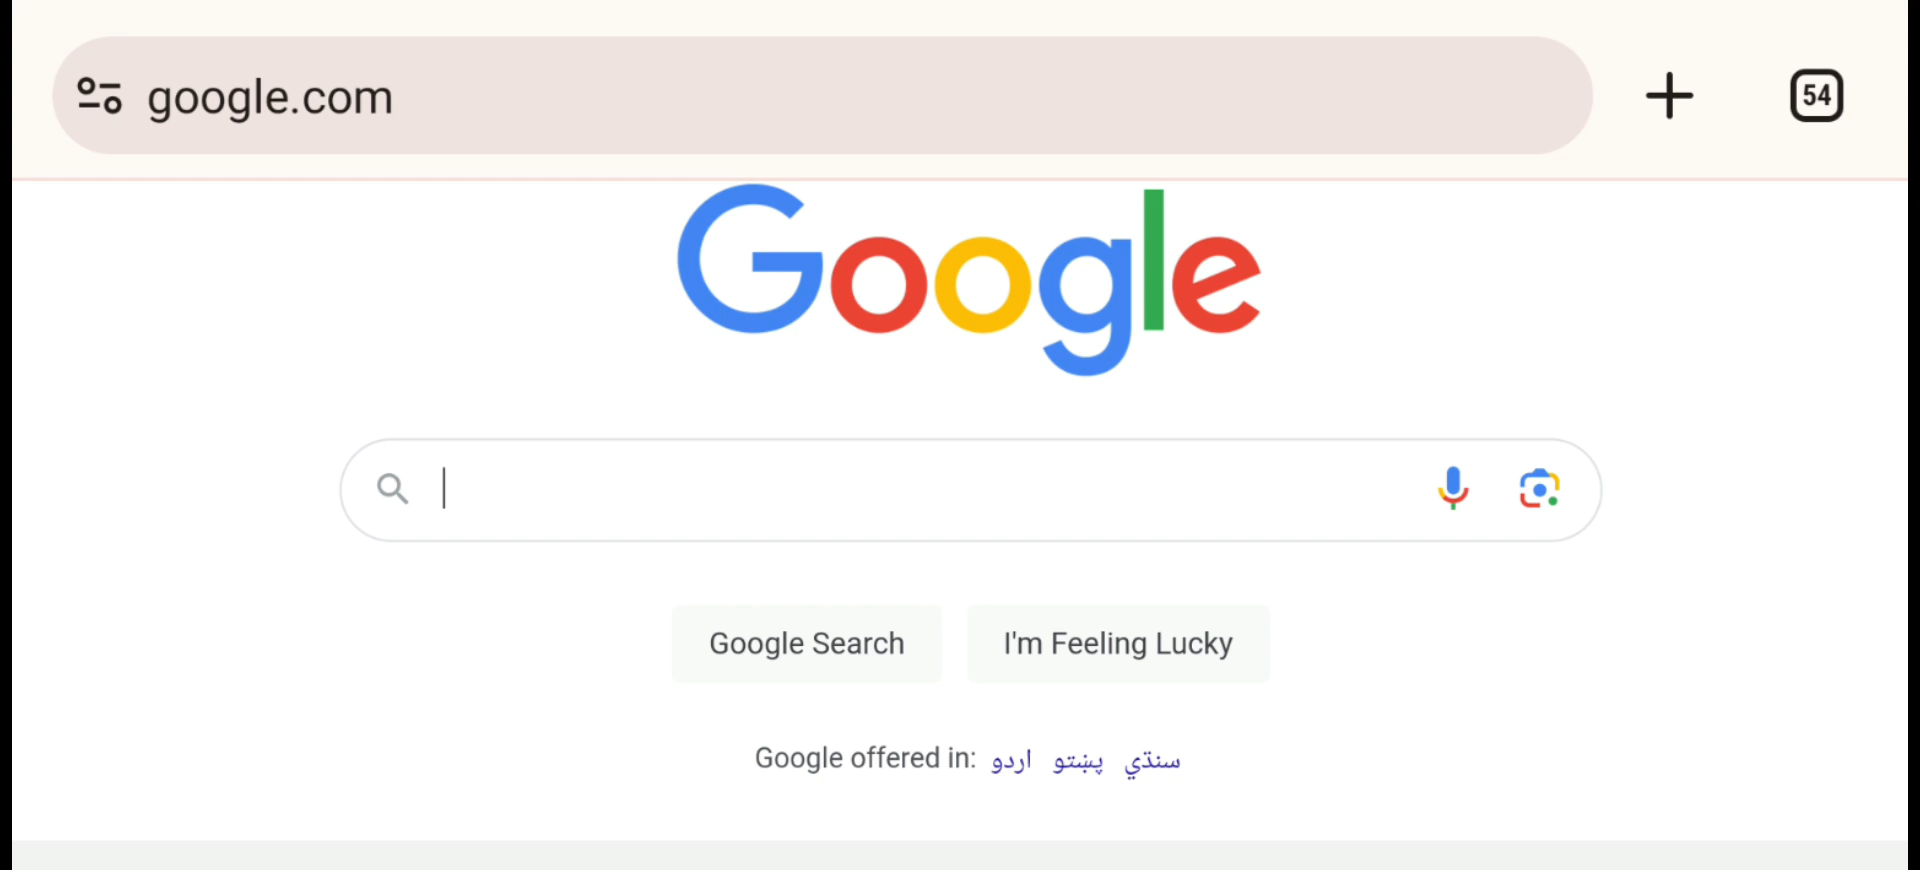 google.com 54
Google
Google Search I'm Feeling Lucky
Google offered in: اردو پښتو سنڌي